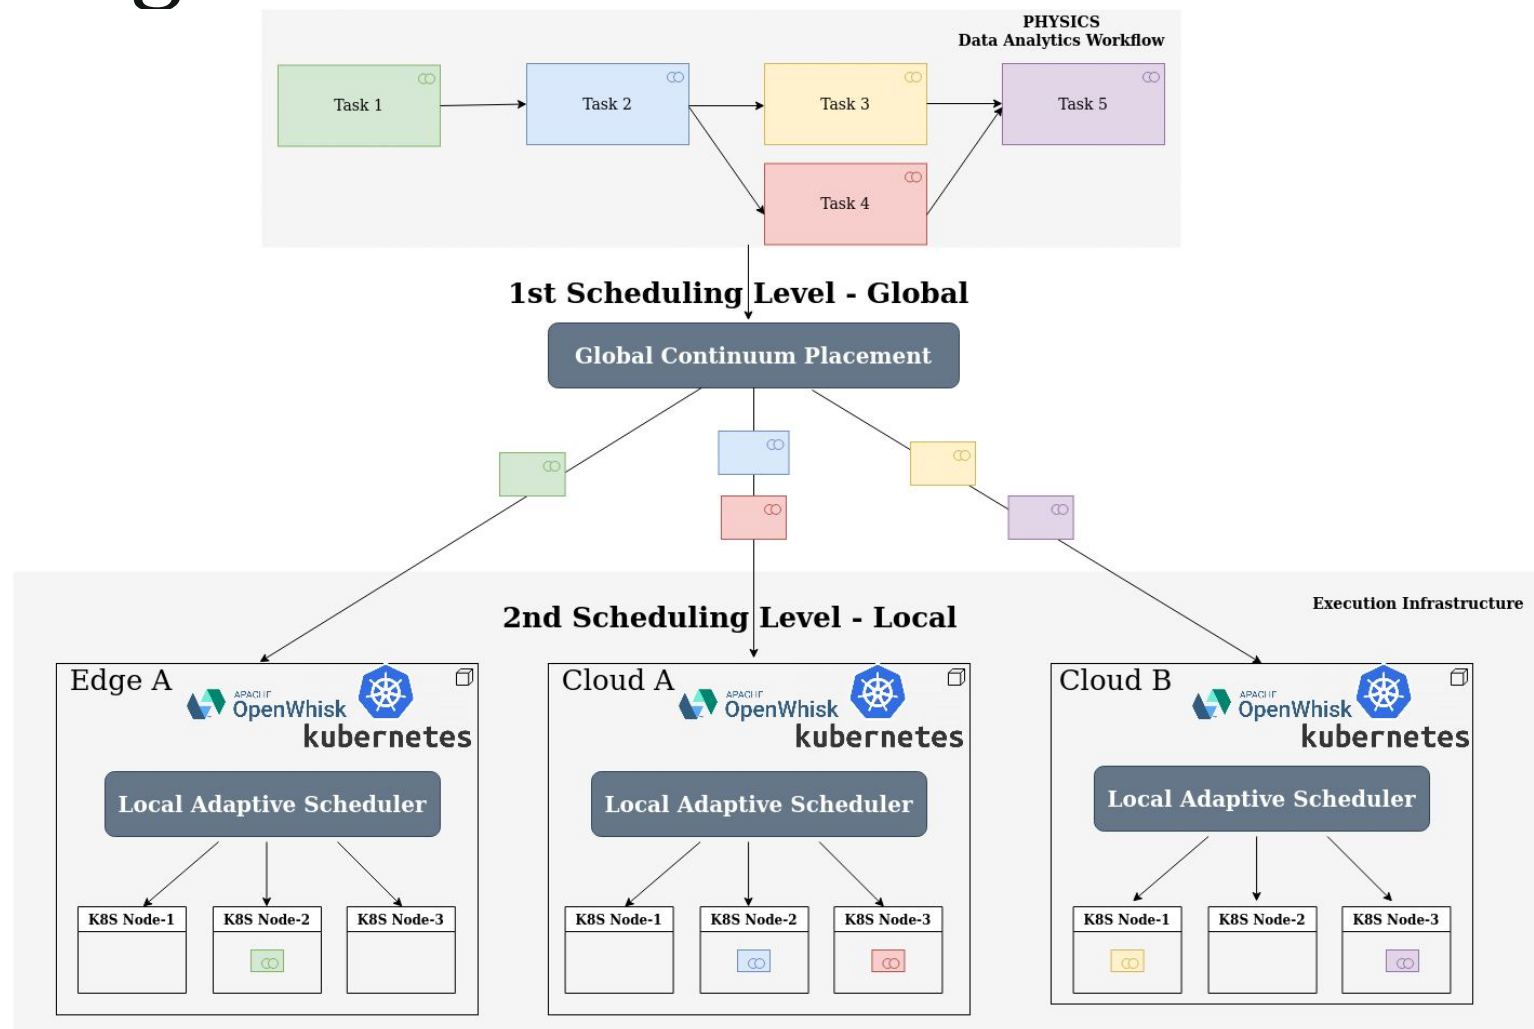 g
PHYSICS
Data Analytics Workflow
Task 1
Task 2
Task 3
Task 5
Task 4
1st Scheduling Level - Global
Global Continuum Placement
Execution Infrastructure
2nd Scheduling Level - Local
Edge A
APACHE
OpenWhisk
kubernetes
Cloud A
APACHE
OpenWhisk
kubernetes
Cloud B
APACHE
OpenWhisk
kubernetes
Local Adaptive Scheduler
Local Adaptive Scheduler
Local Adaptive Scheduler
K8S Node-1
K8S Node-2
K8S Node-3
K8S Node-1
K8S Node-2
K8S Node-3
K8S Node-1
K8S Node-2
K8S Node-3